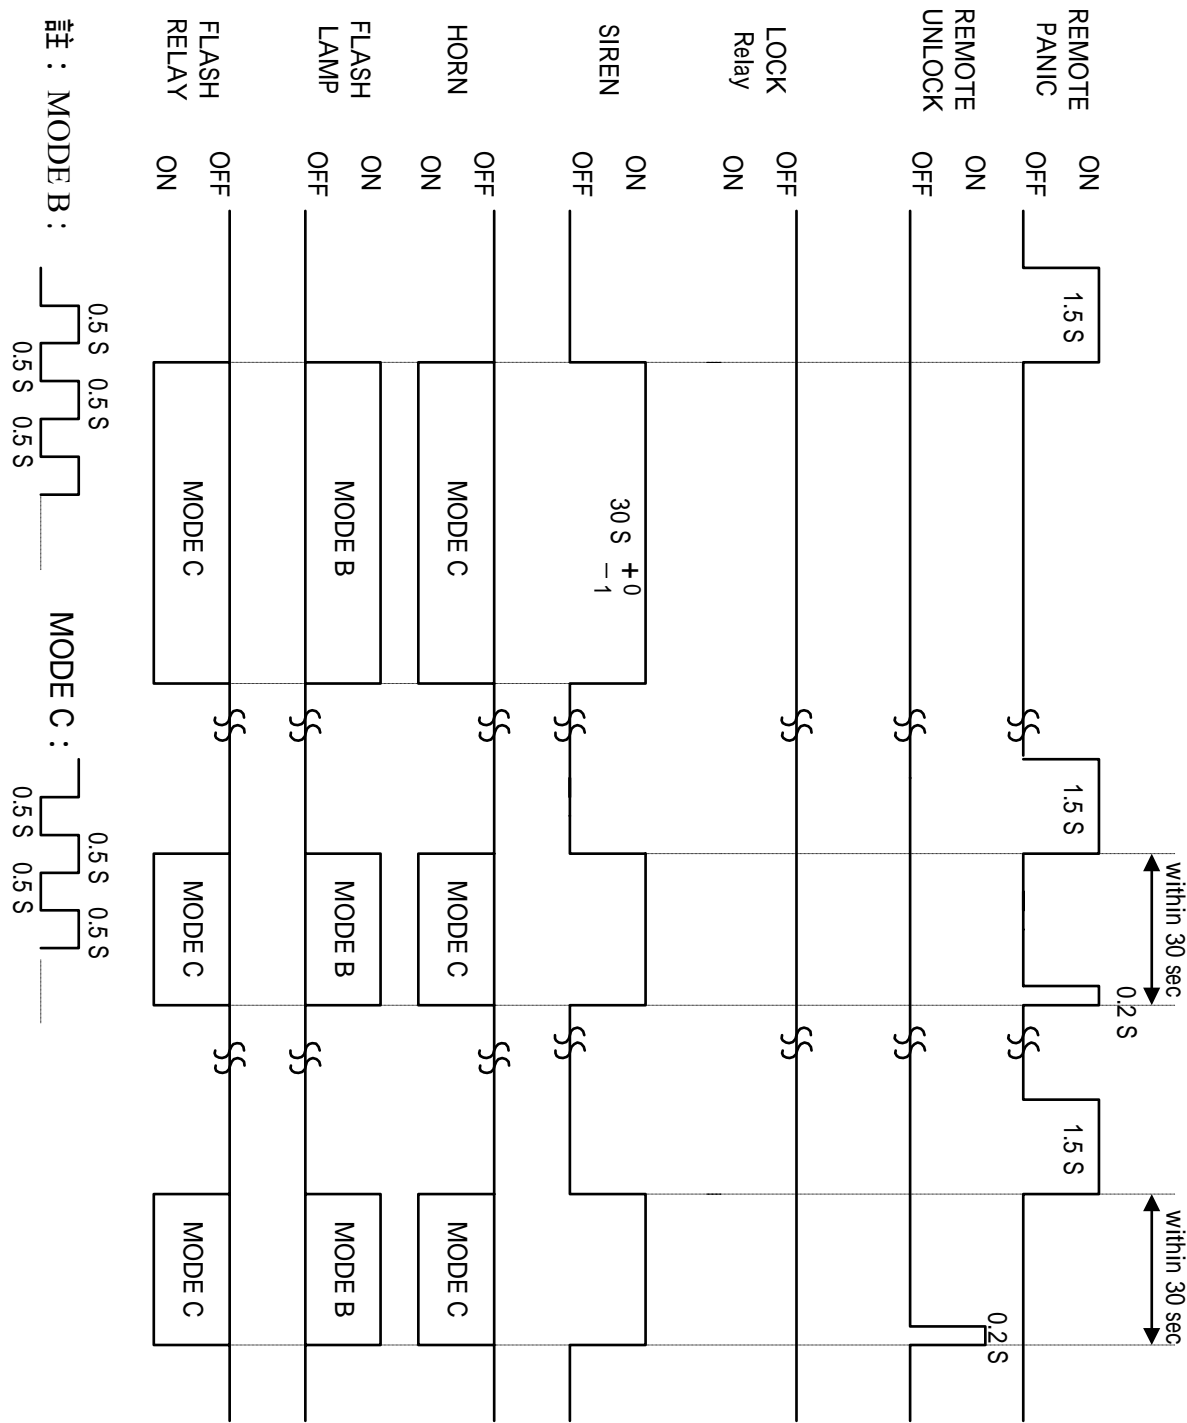 within 30 sec
within 30 sec
REMOTE
PANIC
ON
OFF
1.5 S
1.5 S
0.2 S
1.5 S
REMOTE
UNLOCK
ON
OFF
0.2 S
LOCK
Relay
OFF
ON
SIREN
ON
OFF
30 S +0 −1
HORN
OFF
ON
MODE C
MODE C
MODE C
FLASH
LAMP
ON
OFF
MODE B
MODE B
MODE B
FLASH
RELAY
OFF
ON
MODE C
MODE C
MODE C
註：MODE B：
0.5 S
0.5 S
0.5 S
0.5 S
MODE C：
0.5 S
0.5 S
0.5 S
0.5 S